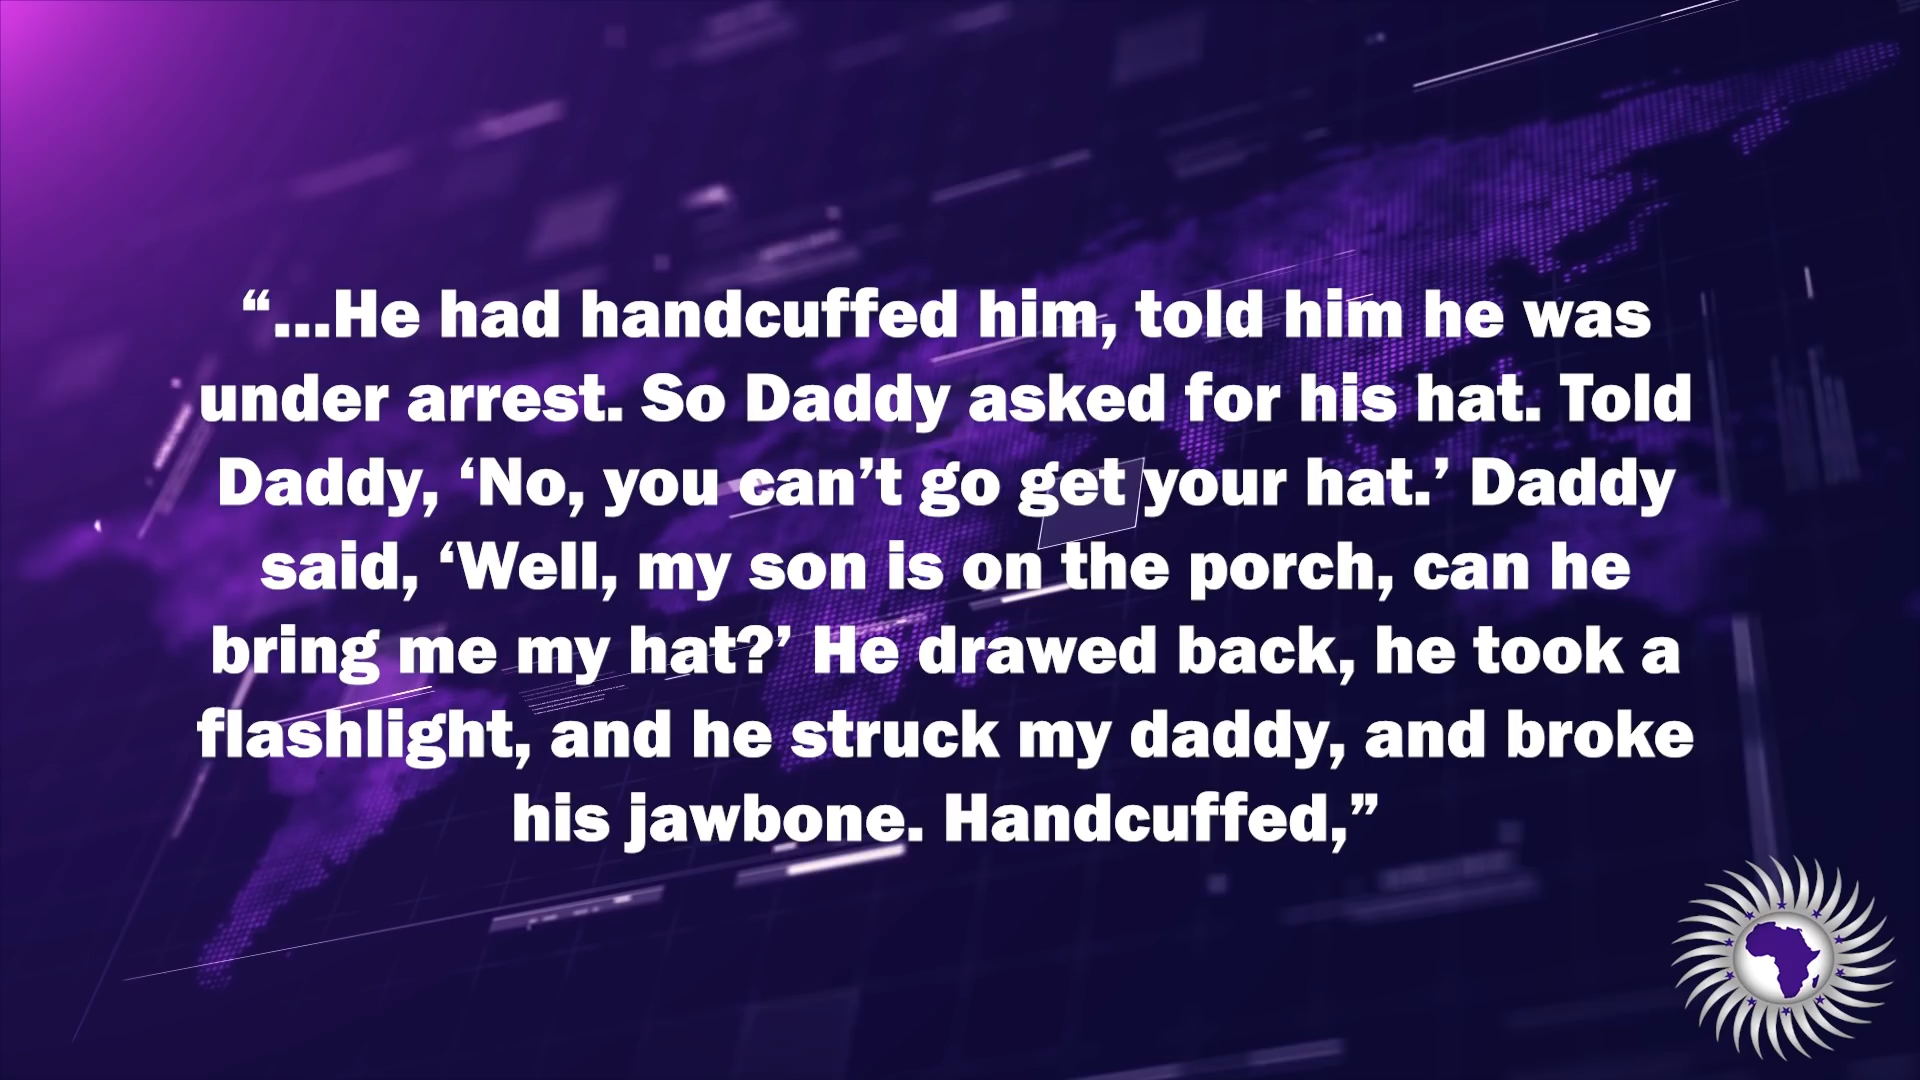 “...He had handcuffed him, told him he was
under arrest. So Daddy asked for his hat. Told
Daddy, ‘No, you can’t go get your hat.’ Daddy
said, ‘Well, my son is on the porch, can he
bring me my hat?’ He drawed back, he took a
flashlight, and he struck my daddy, and broke
his jawbone. Handcuffed,”